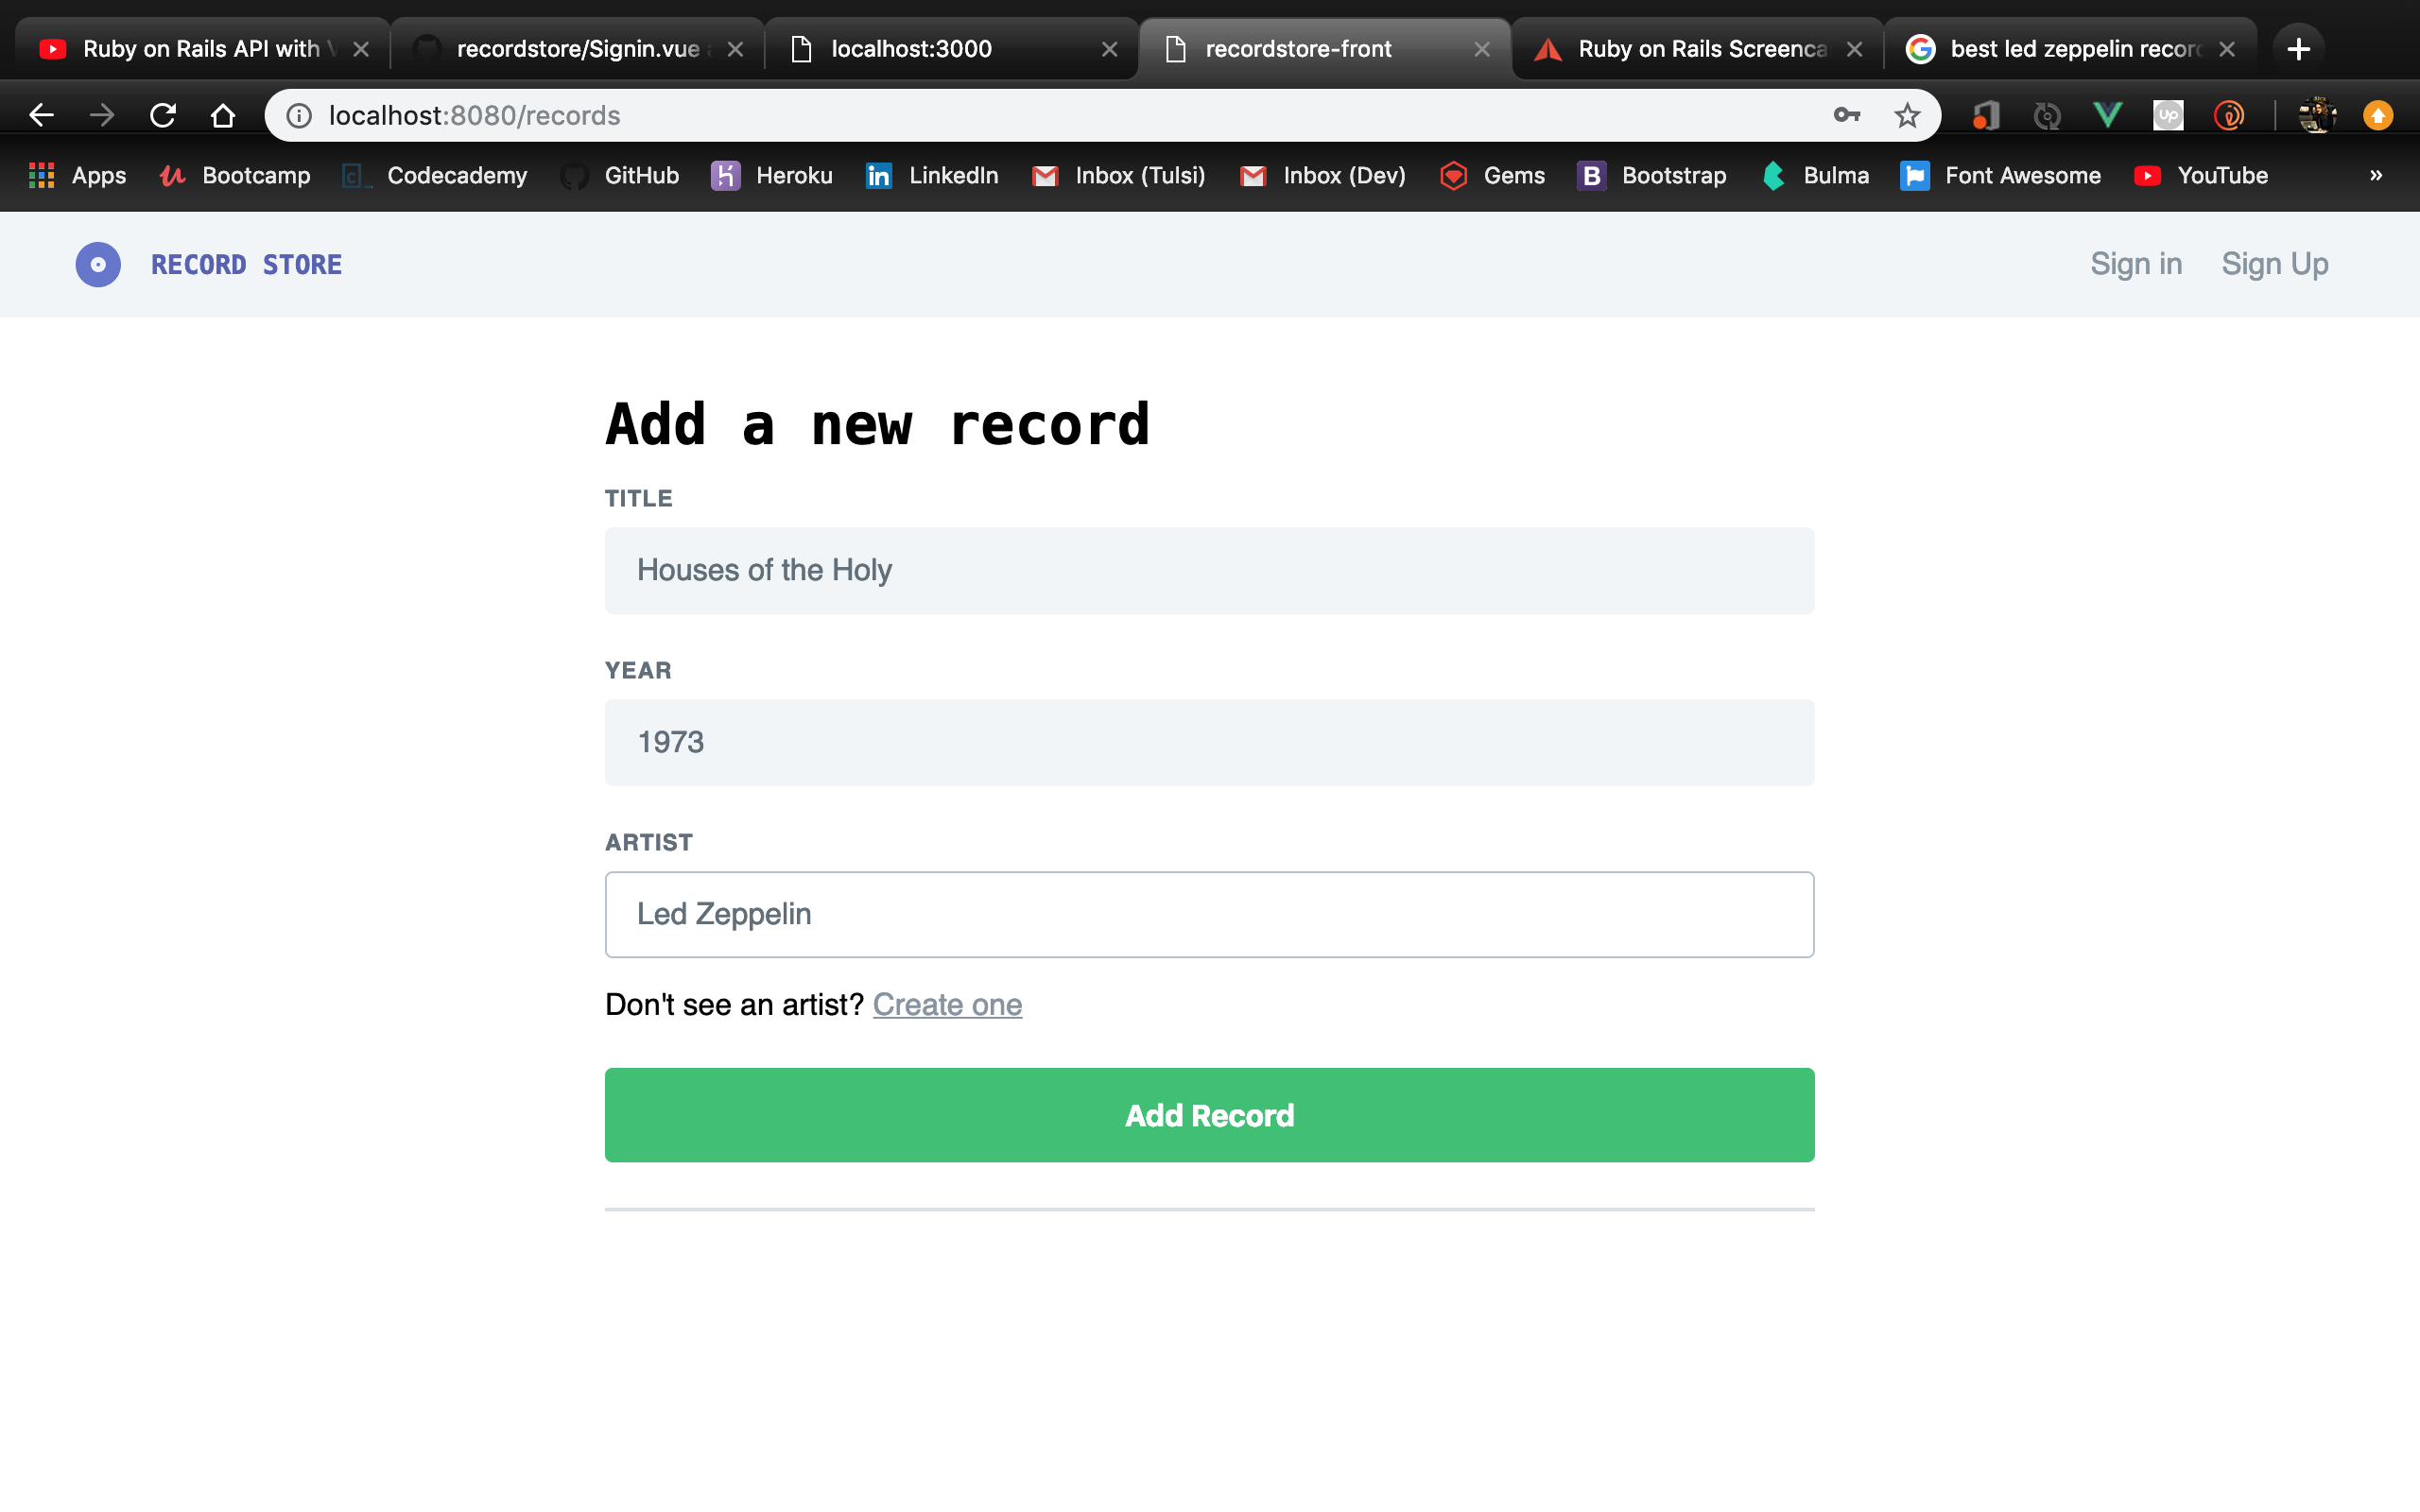 Ruby on Rails API with
recordstore/Signin.vue
localhost:3000
recordstore-front
Ruby on Rails Screenca
best led zeppelin recor
localhost:8080/records
Apps
Bootcamp
Codecademy
GitHub
Heroku
LinkedIn
Inbox (Tulsi)
Inbox (Dev)
Gems
Bootstrap
Bulma
Font Awesome
YouTube
»
RECORD STORE
Sign in
Sign Up
Add a new record
TITLE
Houses of the Holy
YEAR
1973
ARTIST
Led Zeppelin
Don't see an artist? Create one
Add Record